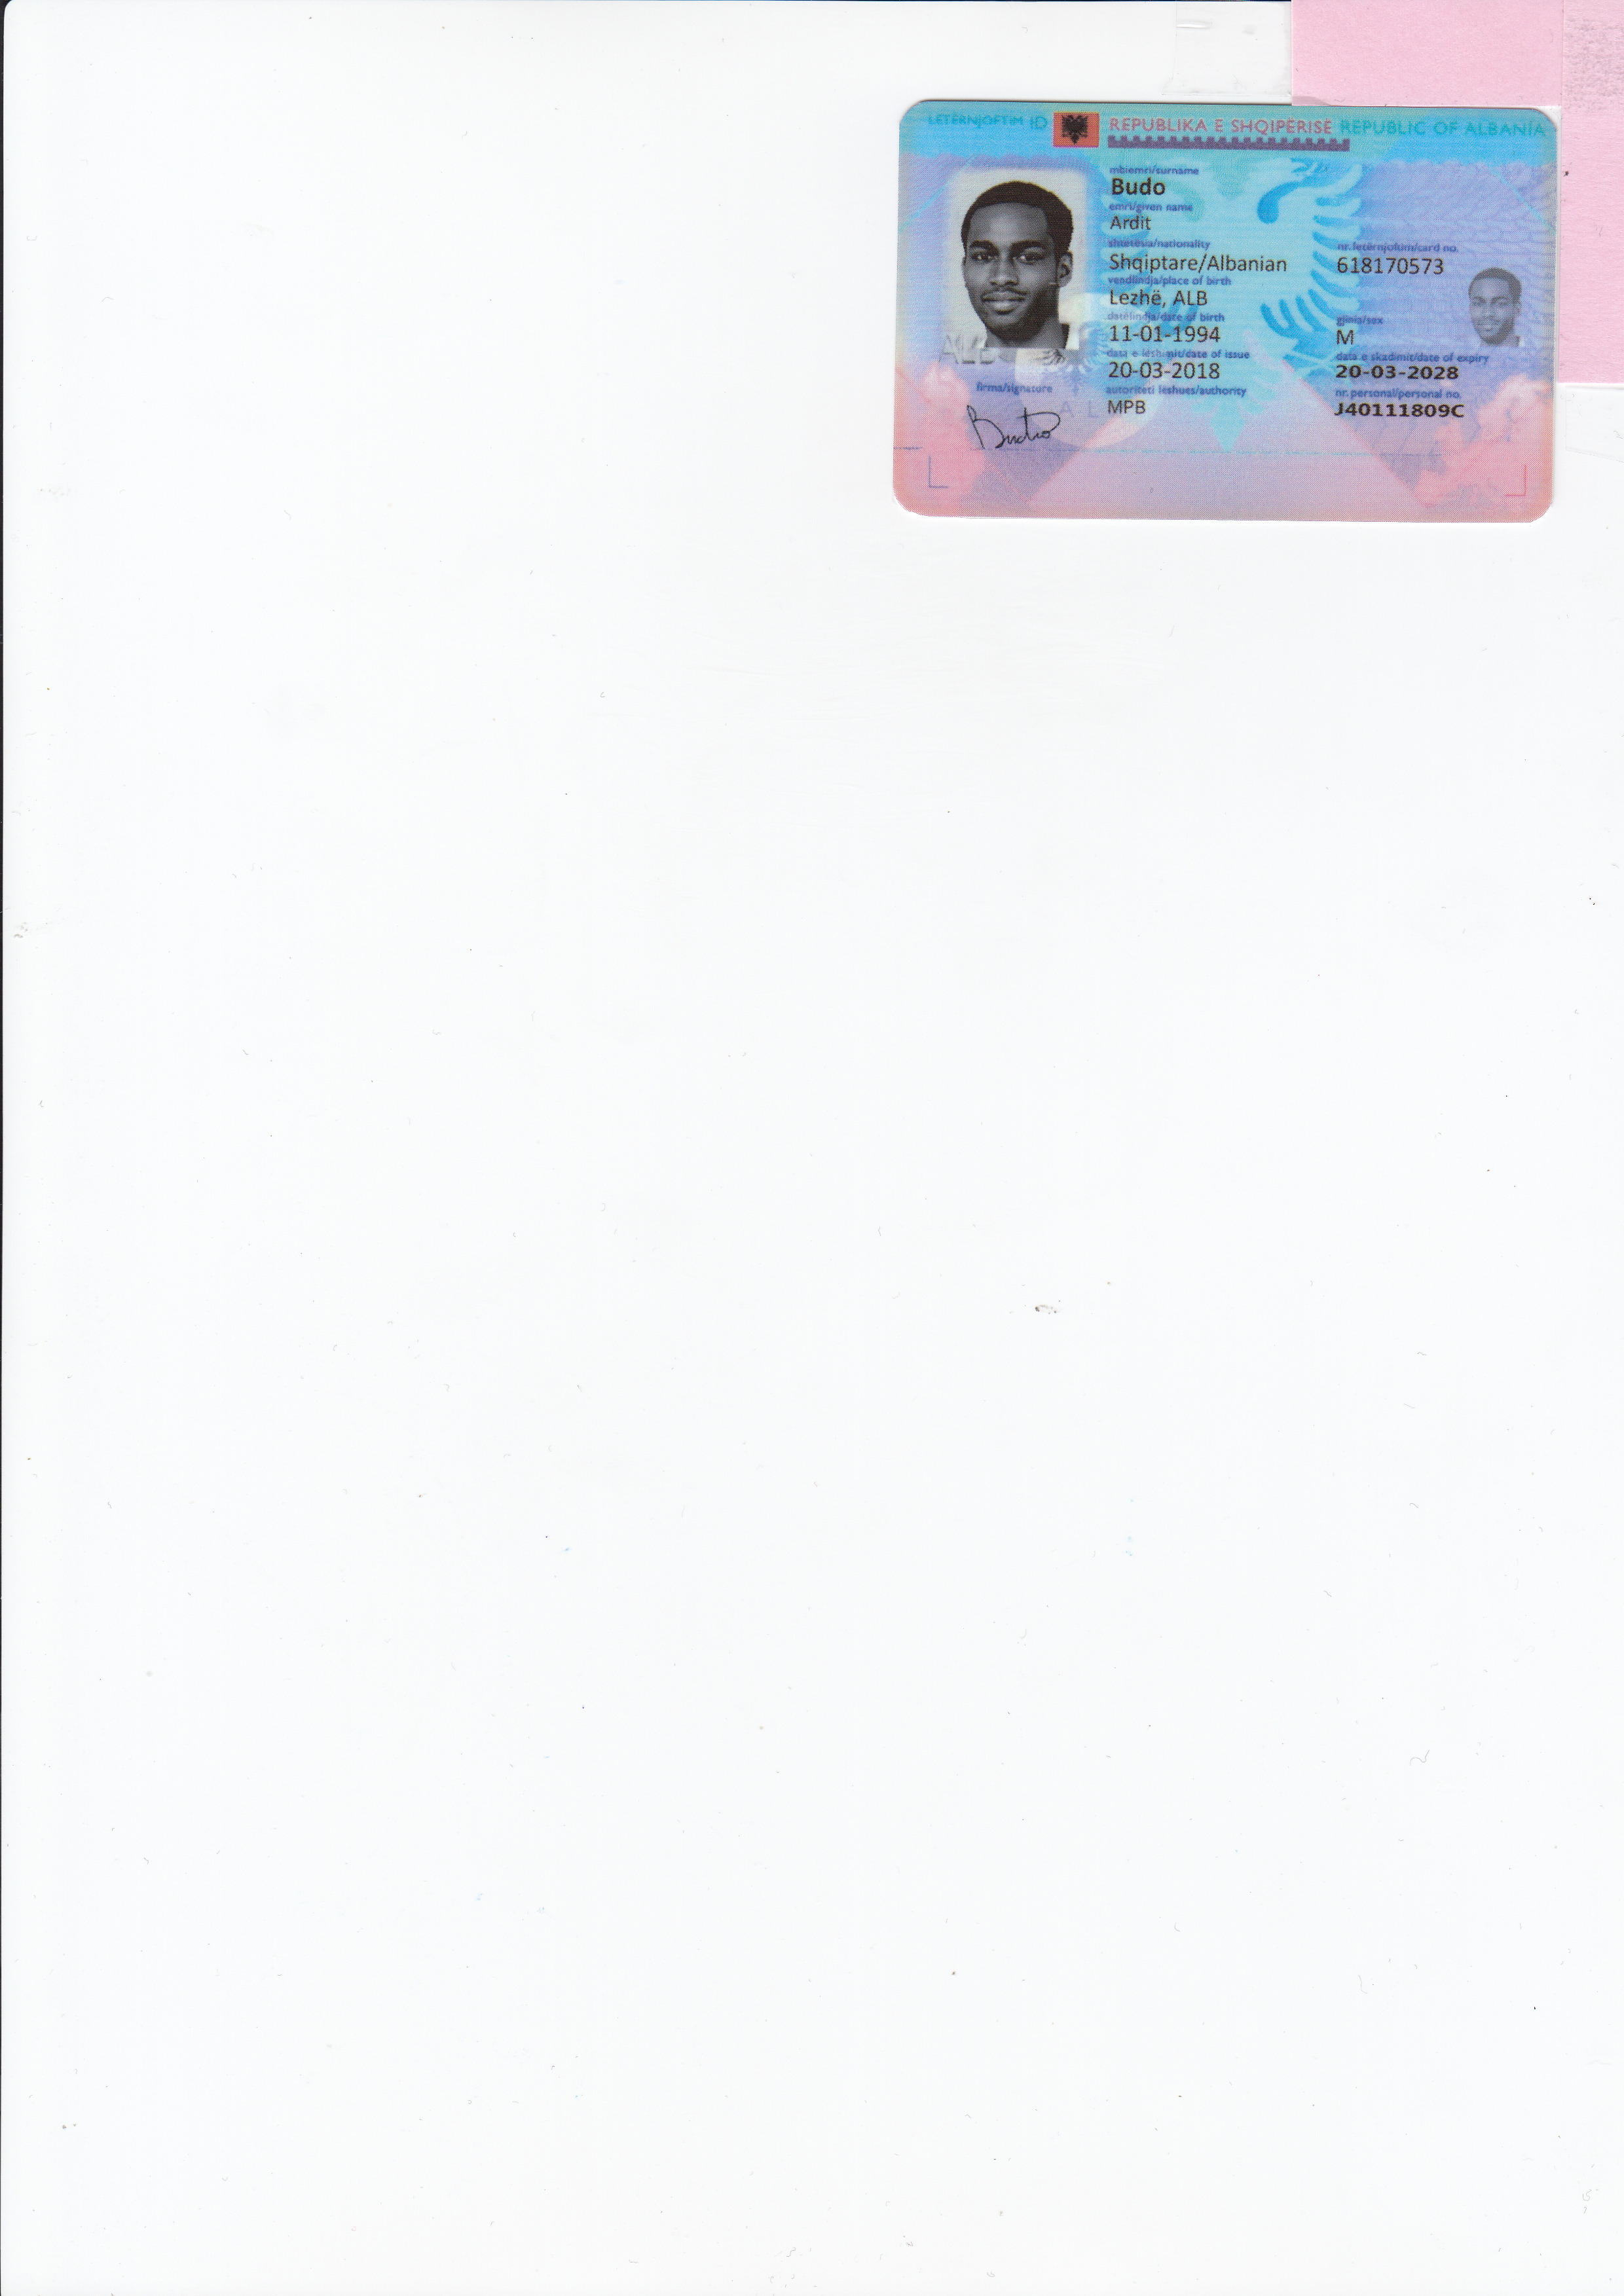 LETËRNJOFTIM ID REPUBLIKA E SHQIPËRISË REPUBLIC OF ALBANIA
mbiemri/surname
Budo
emri/given name
Ardit
shtetësia/nationality
Shqiptare/Albanian
nr. letërnjoftim/card no.
618170573
vendlindja/place of birth
Lezhë, ALB
datëlindja/date of birth
11-01-1994
gjinia/sex
M
data e lëshimit/date of issue
20-03-2018
data e skadimit/date of expiry
20-03-2028
autoriteti lëshues/authority
MPB
nr. personal/personal no.
J40111809C
ALB
firma/signature
Budo